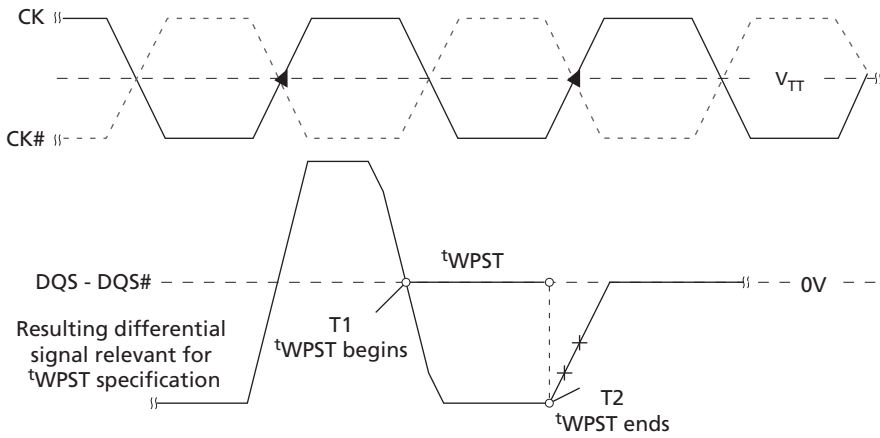 CK
V_TT
CK#
tWPST
DQS - DQS#
0V
Resulting differential
signal relevant for
tWPST specification
T1
tWPST begins
T2
tWPST ends